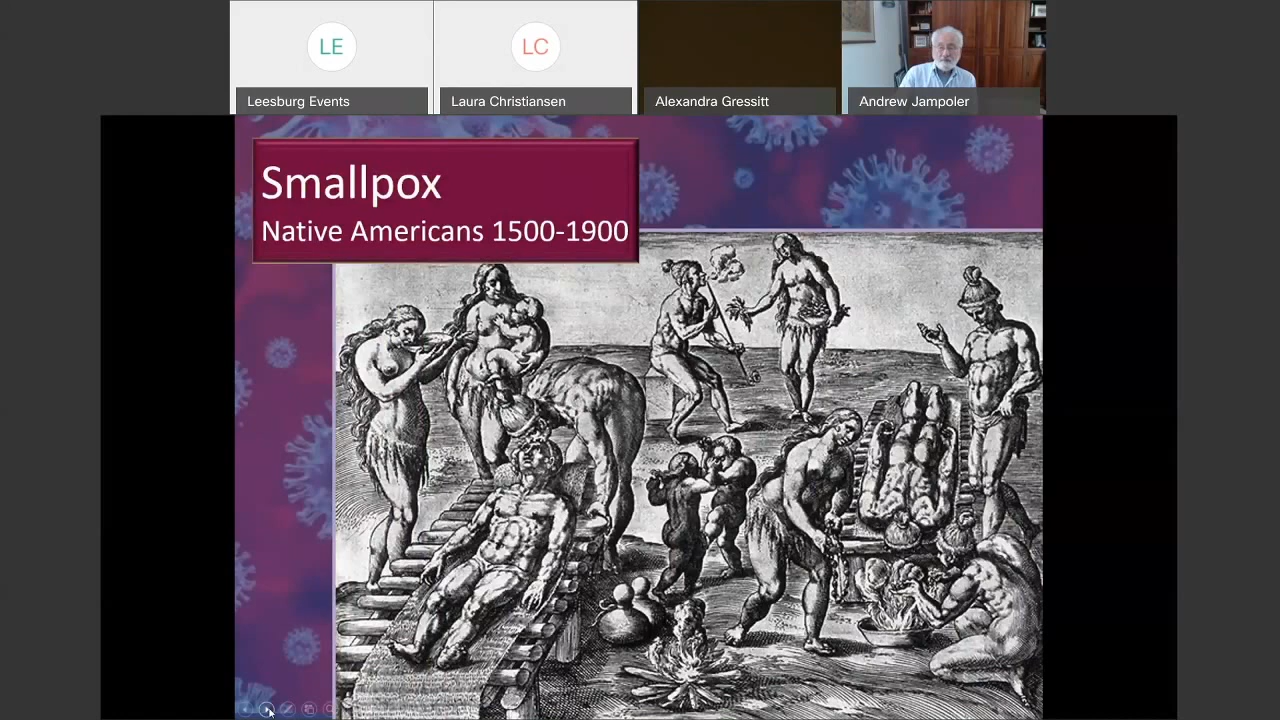 LE
LC
Leesburg Events
Laura Christiansen
Alexandra Gressitt
Andrew Jampoler
Smallpox
Native Americans 1500-1900